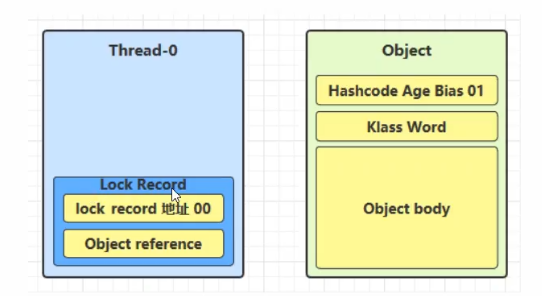 Thread-0
Lock Record
lock record 地址 00
Object reference
Object
Hashcode Age Bias 01
Klass Word
Object body